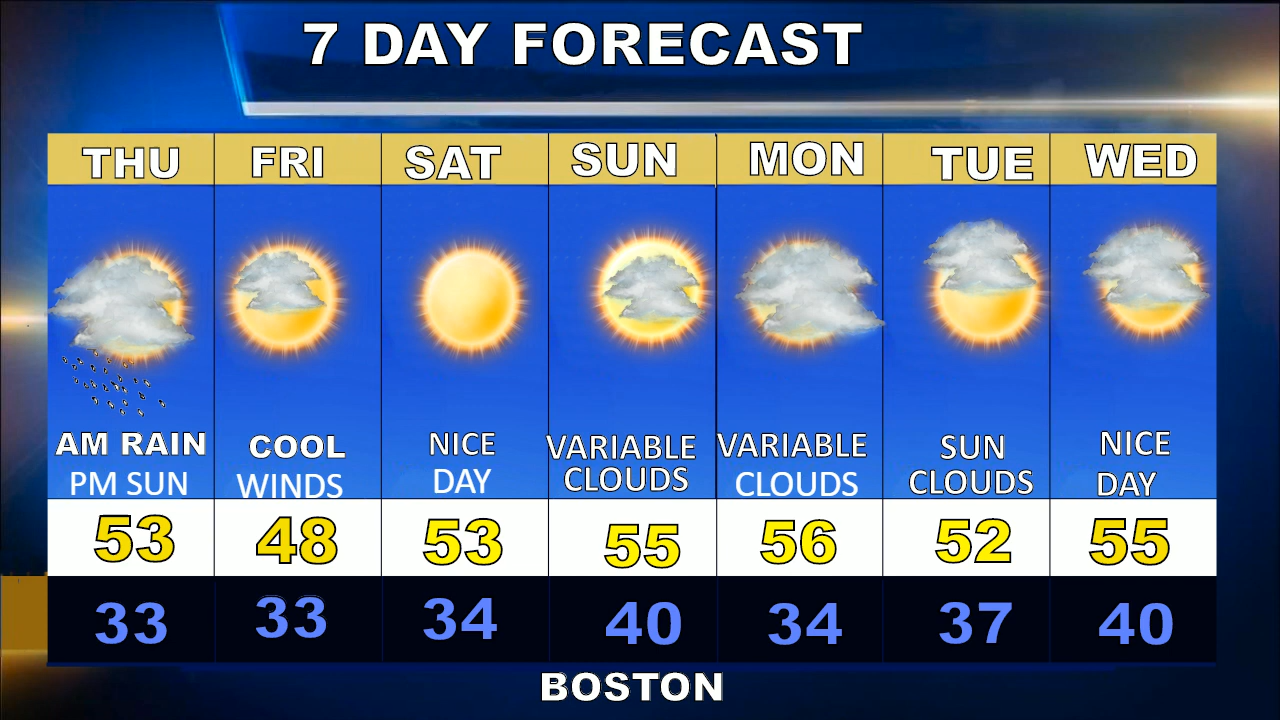 7 DAY FORECAST
THU FRI SAT SUN MON TUE WED
AM RAIN COOL NICE VARIABLE VARIABLE SUN NICE
PM SUN WINDS DAY CLOUDS CLOUDS CLOUDS DAY
53 48 53 55 56 52 55
33 33 34 40 34 37 40
BOSTON